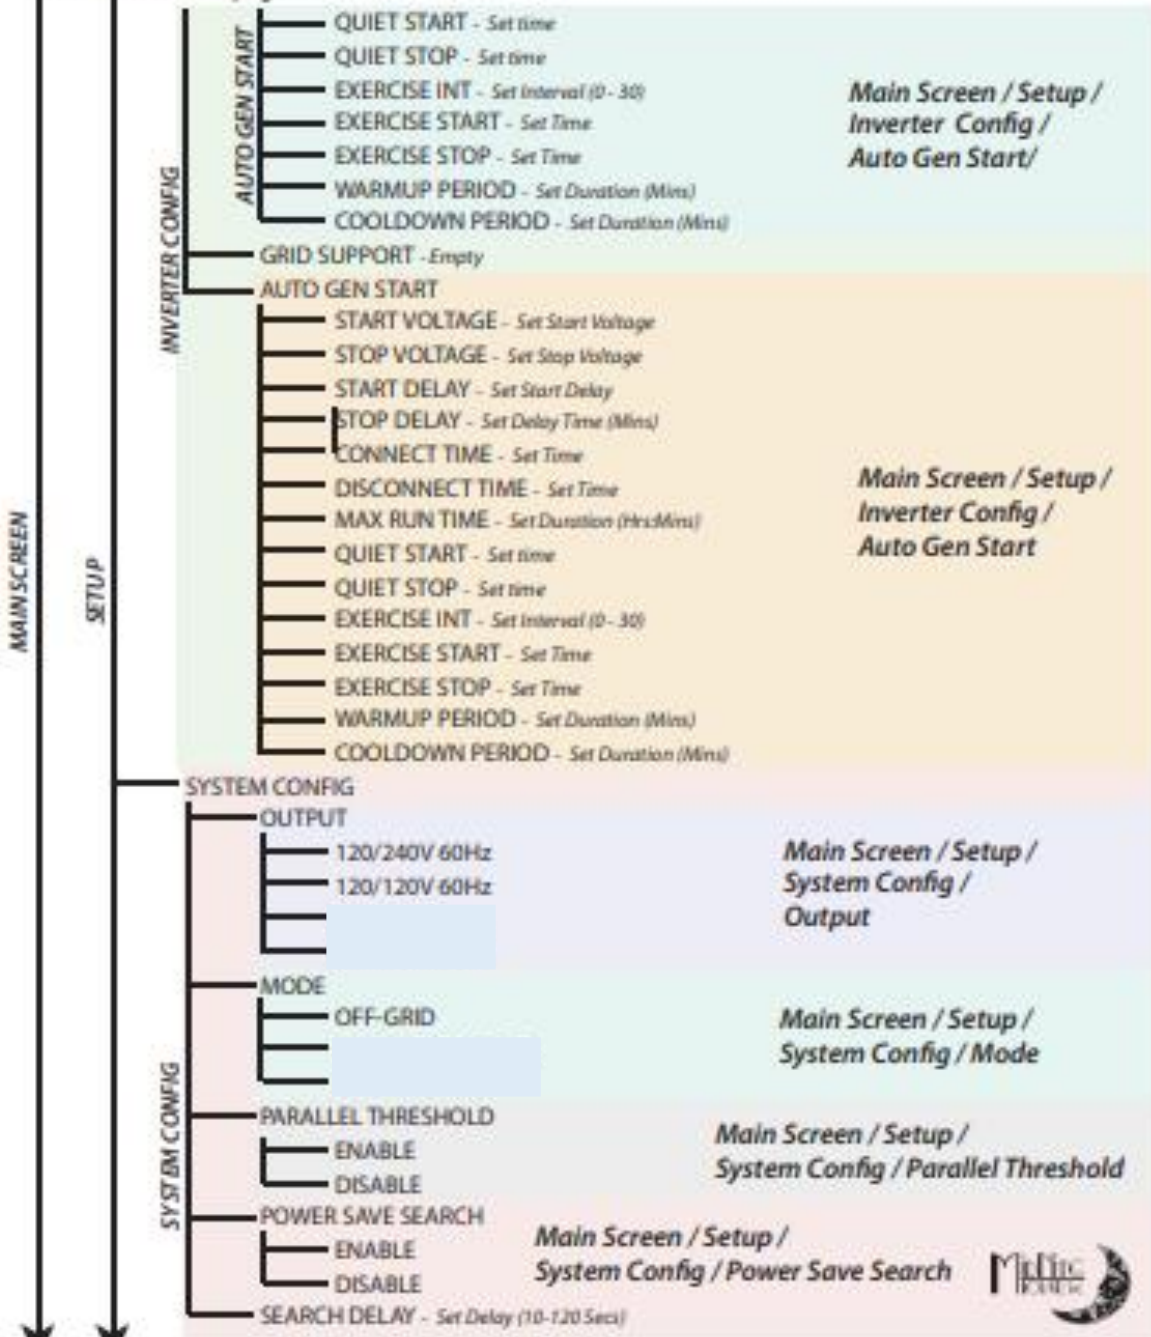 QUIET START - Set time
QUIET STOP - Set time
EXERCISE INT - Set Interval (0 - 30)
EXERCISE START - Set Time
EXERCISE STOP - Set Time
WARMUP PERIOD - Set Duration (Mins)
COOLDOWN PERIOD - Set Duration (Mins)
AUTO GEN START
Main Screen / Setup /
Inverter Config /
Auto Gen Start/
GRID SUPPORT - Empty
INVERTER CONFIG
AUTO GEN START
START VOLTAGE - Set Start Voltage
STOP VOLTAGE - Set Stop Voltage
START DELAY - Set Start Delay
STOP DELAY - Set Delay Time (Mins)
CONNECT TIME - Set Time
DISCONNECT TIME - Set Time
MAX RUN TIME - Set Duration (Hrs:Mins)
QUIET START - Set time
QUIET STOP - Set time
EXERCISE INT - Set Interval (0 - 30)
EXERCISE START - Set Time
EXERCISE STOP - Set Time
WARMUP PERIOD - Set Duration (Mins)
COOLDOWN PERIOD - Set Duration (Mins)
Main Screen / Setup /
Inverter Config /
Auto Gen Start
MAIN SCREEN
SETUP
SYSTEM CONFIG
OUTPUT
120/240V 60Hz
120/120V 60Hz
Main Screen / Setup /
System Config /
Output
MODE
OFF-GRID
Main Screen / Setup /
System Config / Mode
SYSTEM CONFIG
PARALLEL THRESHOLD
ENABLE
DISABLE
Main Screen / Setup /
System Config / Parallel Threshold
POWER SAVE SEARCH
ENABLE
DISABLE
Main Screen / Setup /
System Config / Power Save Search
SEARCH DELAY - Set Delay (10-120 Secs)